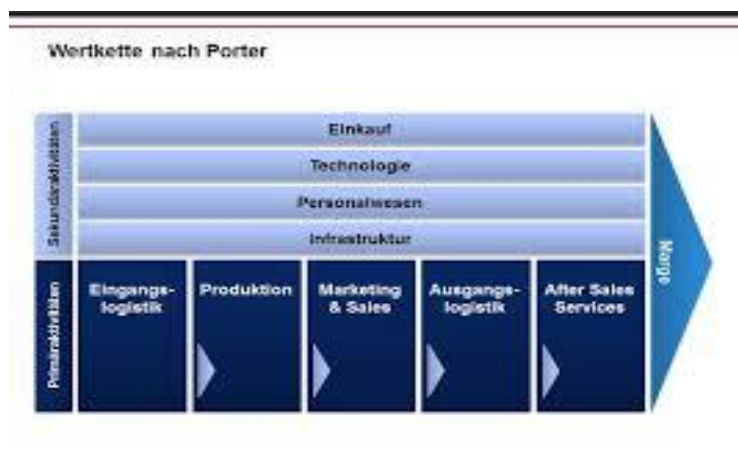 Wertkette nach Porter
Sekundäraktivitäten
Einkauf
Technologie
Personalwesen
Infrastruktur
Primäraktivitäten
Eingangs-
logistik
Produktion
Marketing
& Sales
Ausgangs-
logistik
After Sales
Services
Marge